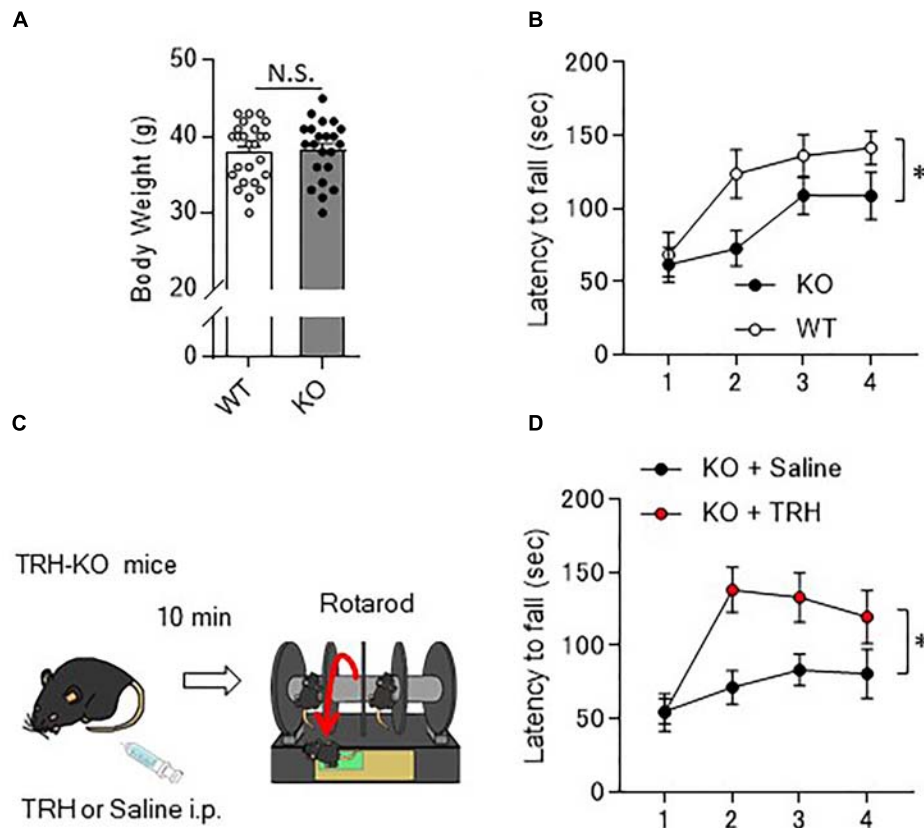 A
50
40
30
20
0
Body Weight (g)
N.S.
WT
KO
B
200
150
100
50
0
Latency to fall (sec)
*
KO
WT
1 2 3 4
C
TRH-KO mice
10 min
Rotarod
TRH or Saline i.p.
D
KO + Saline
KO + TRH
200
150
100
50
0
Latency to fall (sec)
*
1 2 3 4